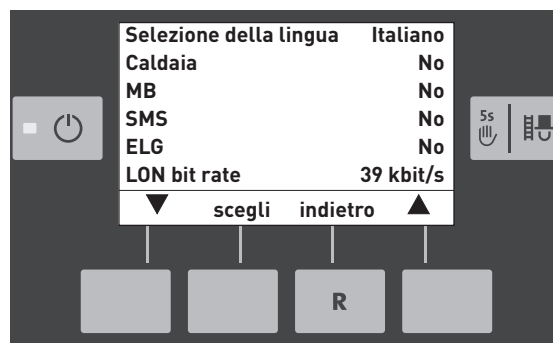 Selezione della lingua Italiano
Caldaia No
MB No
SMS No
ELG No
LON bit rate 39 kbit/s
▼ scegli indietro ▲
5s
R